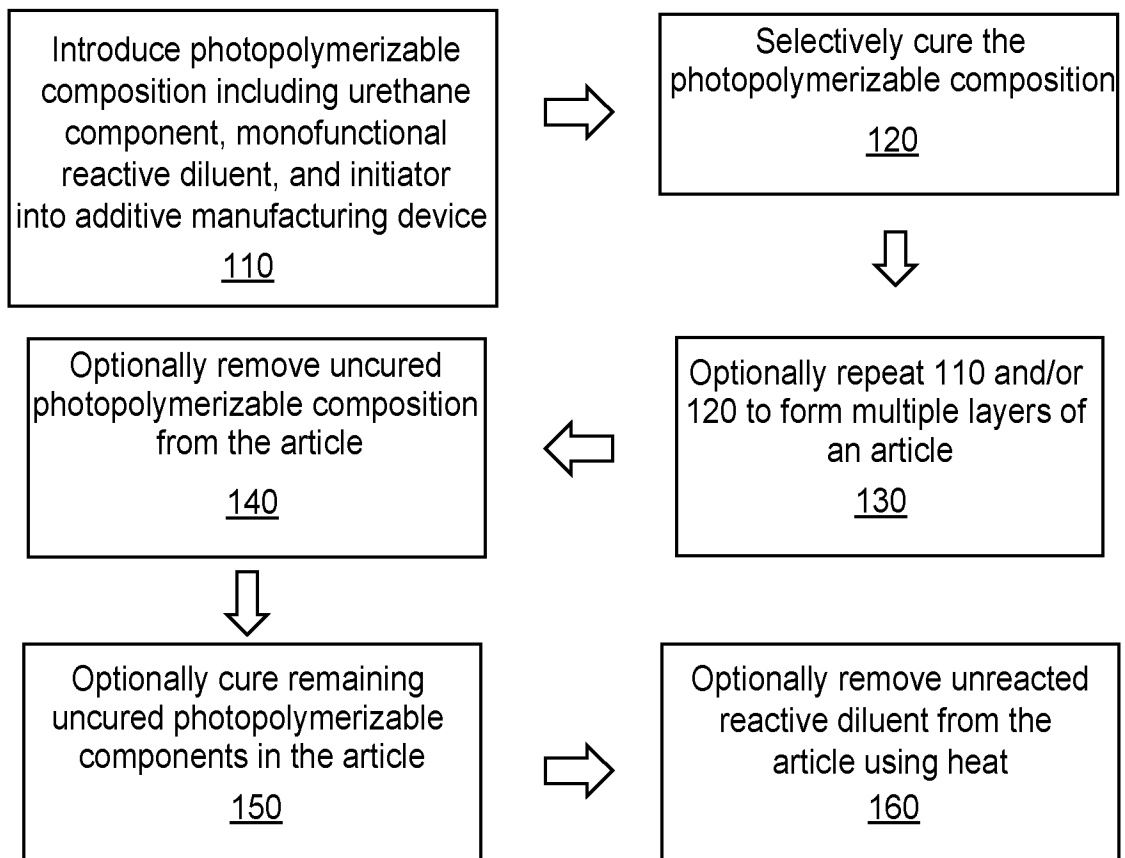 Introduce photopolymerizable
composition including urethane
component, monofunctional
reactive diluent, and initiator
into additive manufacturing device
110
Selectively cure the
photopolymerizable composition
120
Optionally repeat 110 and/or
120 to form multiple layers of
an article
130
Optionally remove uncured
photopolymerizable composition
from the article
140
Optionally cure remaining
uncured photopolymerizable
components in the article
150
Optionally remove unreacted
reactive diluent from the
article using heat
160